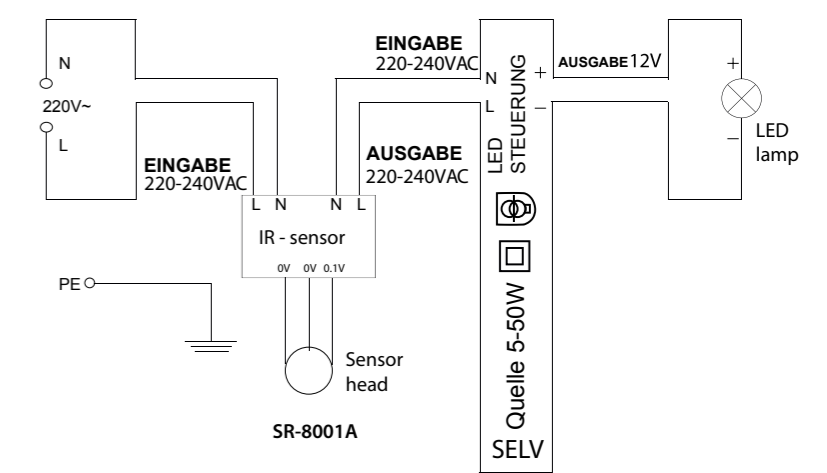 N
220V~
L
EINGABE
220-240VAC
L N N L
IR - sensor
0V 0V 0.1V
Sensor
head
SR-8001A
PE
AUSGABE
220-240VAC
EINGABE
220-240VAC
N
L
+
−
LED
STEUERUNG
Quelle 5-50W
SELV
AUSGABE 12V
+
−
LED
lamp